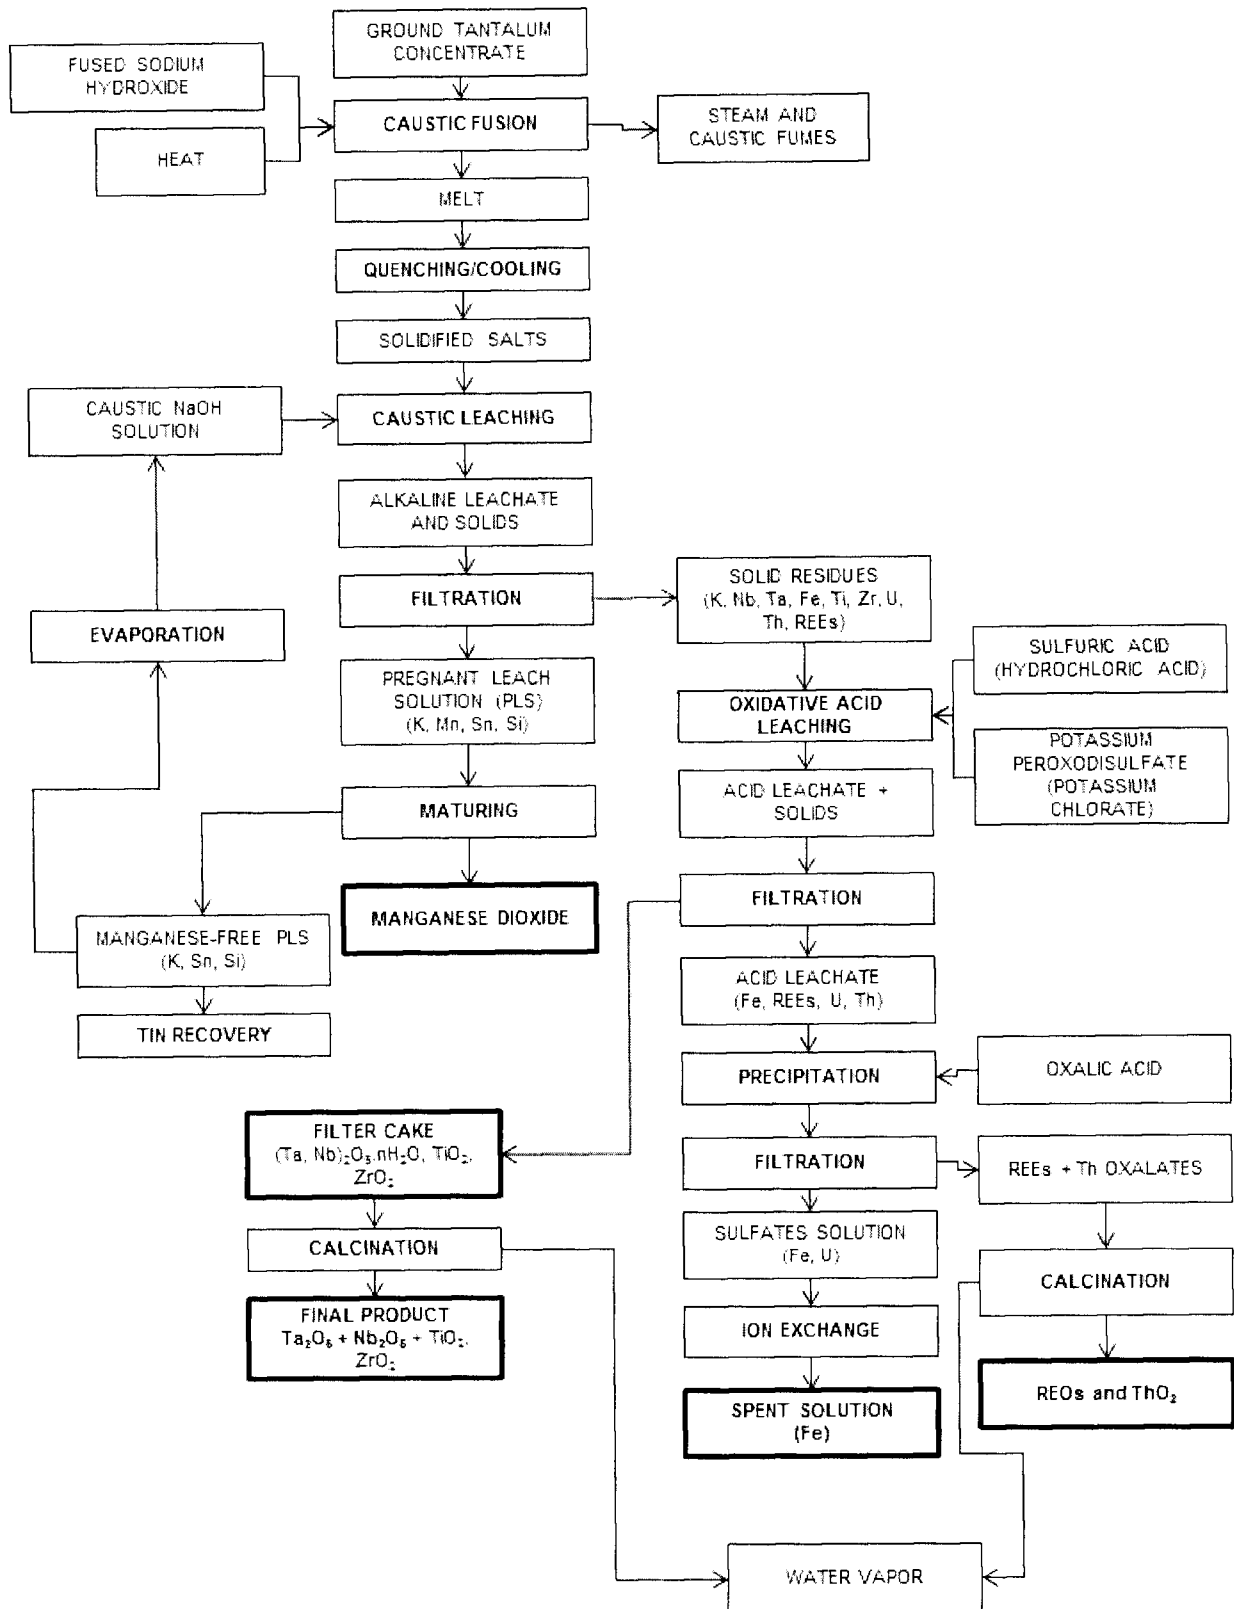 GROUND TANTALUM
CONCENTRATE
FUSED SODIUM
HYDROXIDE
CAUSTIC FUSION
STEAM AND
CAUSTIC FUMES
HEAT
MELT
QUENCHING/COOLING
SOLIDIFIED SALTS
CAUSTIC NaOH
SOLUTION
CAUSTIC LEACHING
ALKALINE LEACHATE
AND SOLIDS
FILTRATION
SOLID RESIDUES
(K, Nb, Ta, Fe, Ti, Zr, U,
Th, REEs)
EVAPORATION
PREGNANT LEACH
SOLUTION (PLS)
(K, Mn, Sn, Si)
SULFURIC ACID
(HYDROCHLORIC ACID)
OXIDATIVE ACID
LEACHING
POTASSIUM
PEROXODISULFATE
(POTASSIUM
CHLORATE)
MATURING
ACID LEACHATE +
SOLIDS
MANGANESE DIOXIDE
FILTRATION
MANGANESE-FREE PLS
(K, Sn, Si)
ACID LEACHATE
(Fe, REEs, U, Th)
TIN RECOVERY
PRECIPITATION
OXALIC ACID
FILTER CAKE
(Ta, Nb)₂O₅.nH₂O, TiO₂,
ZrO₂
FILTRATION
REEs + Th OXALATES
CALCINATION
SULFATES SOLUTION
(Fe, U)
CALCINATION
FINAL PRODUCT
Ta₂O₅ + Nb₂O₅ + TiO₂,
ZrO₂
ION EXCHANGE
SPENT SOLUTION
(Fe)
REOs and ThO₂
WATER VAPOR